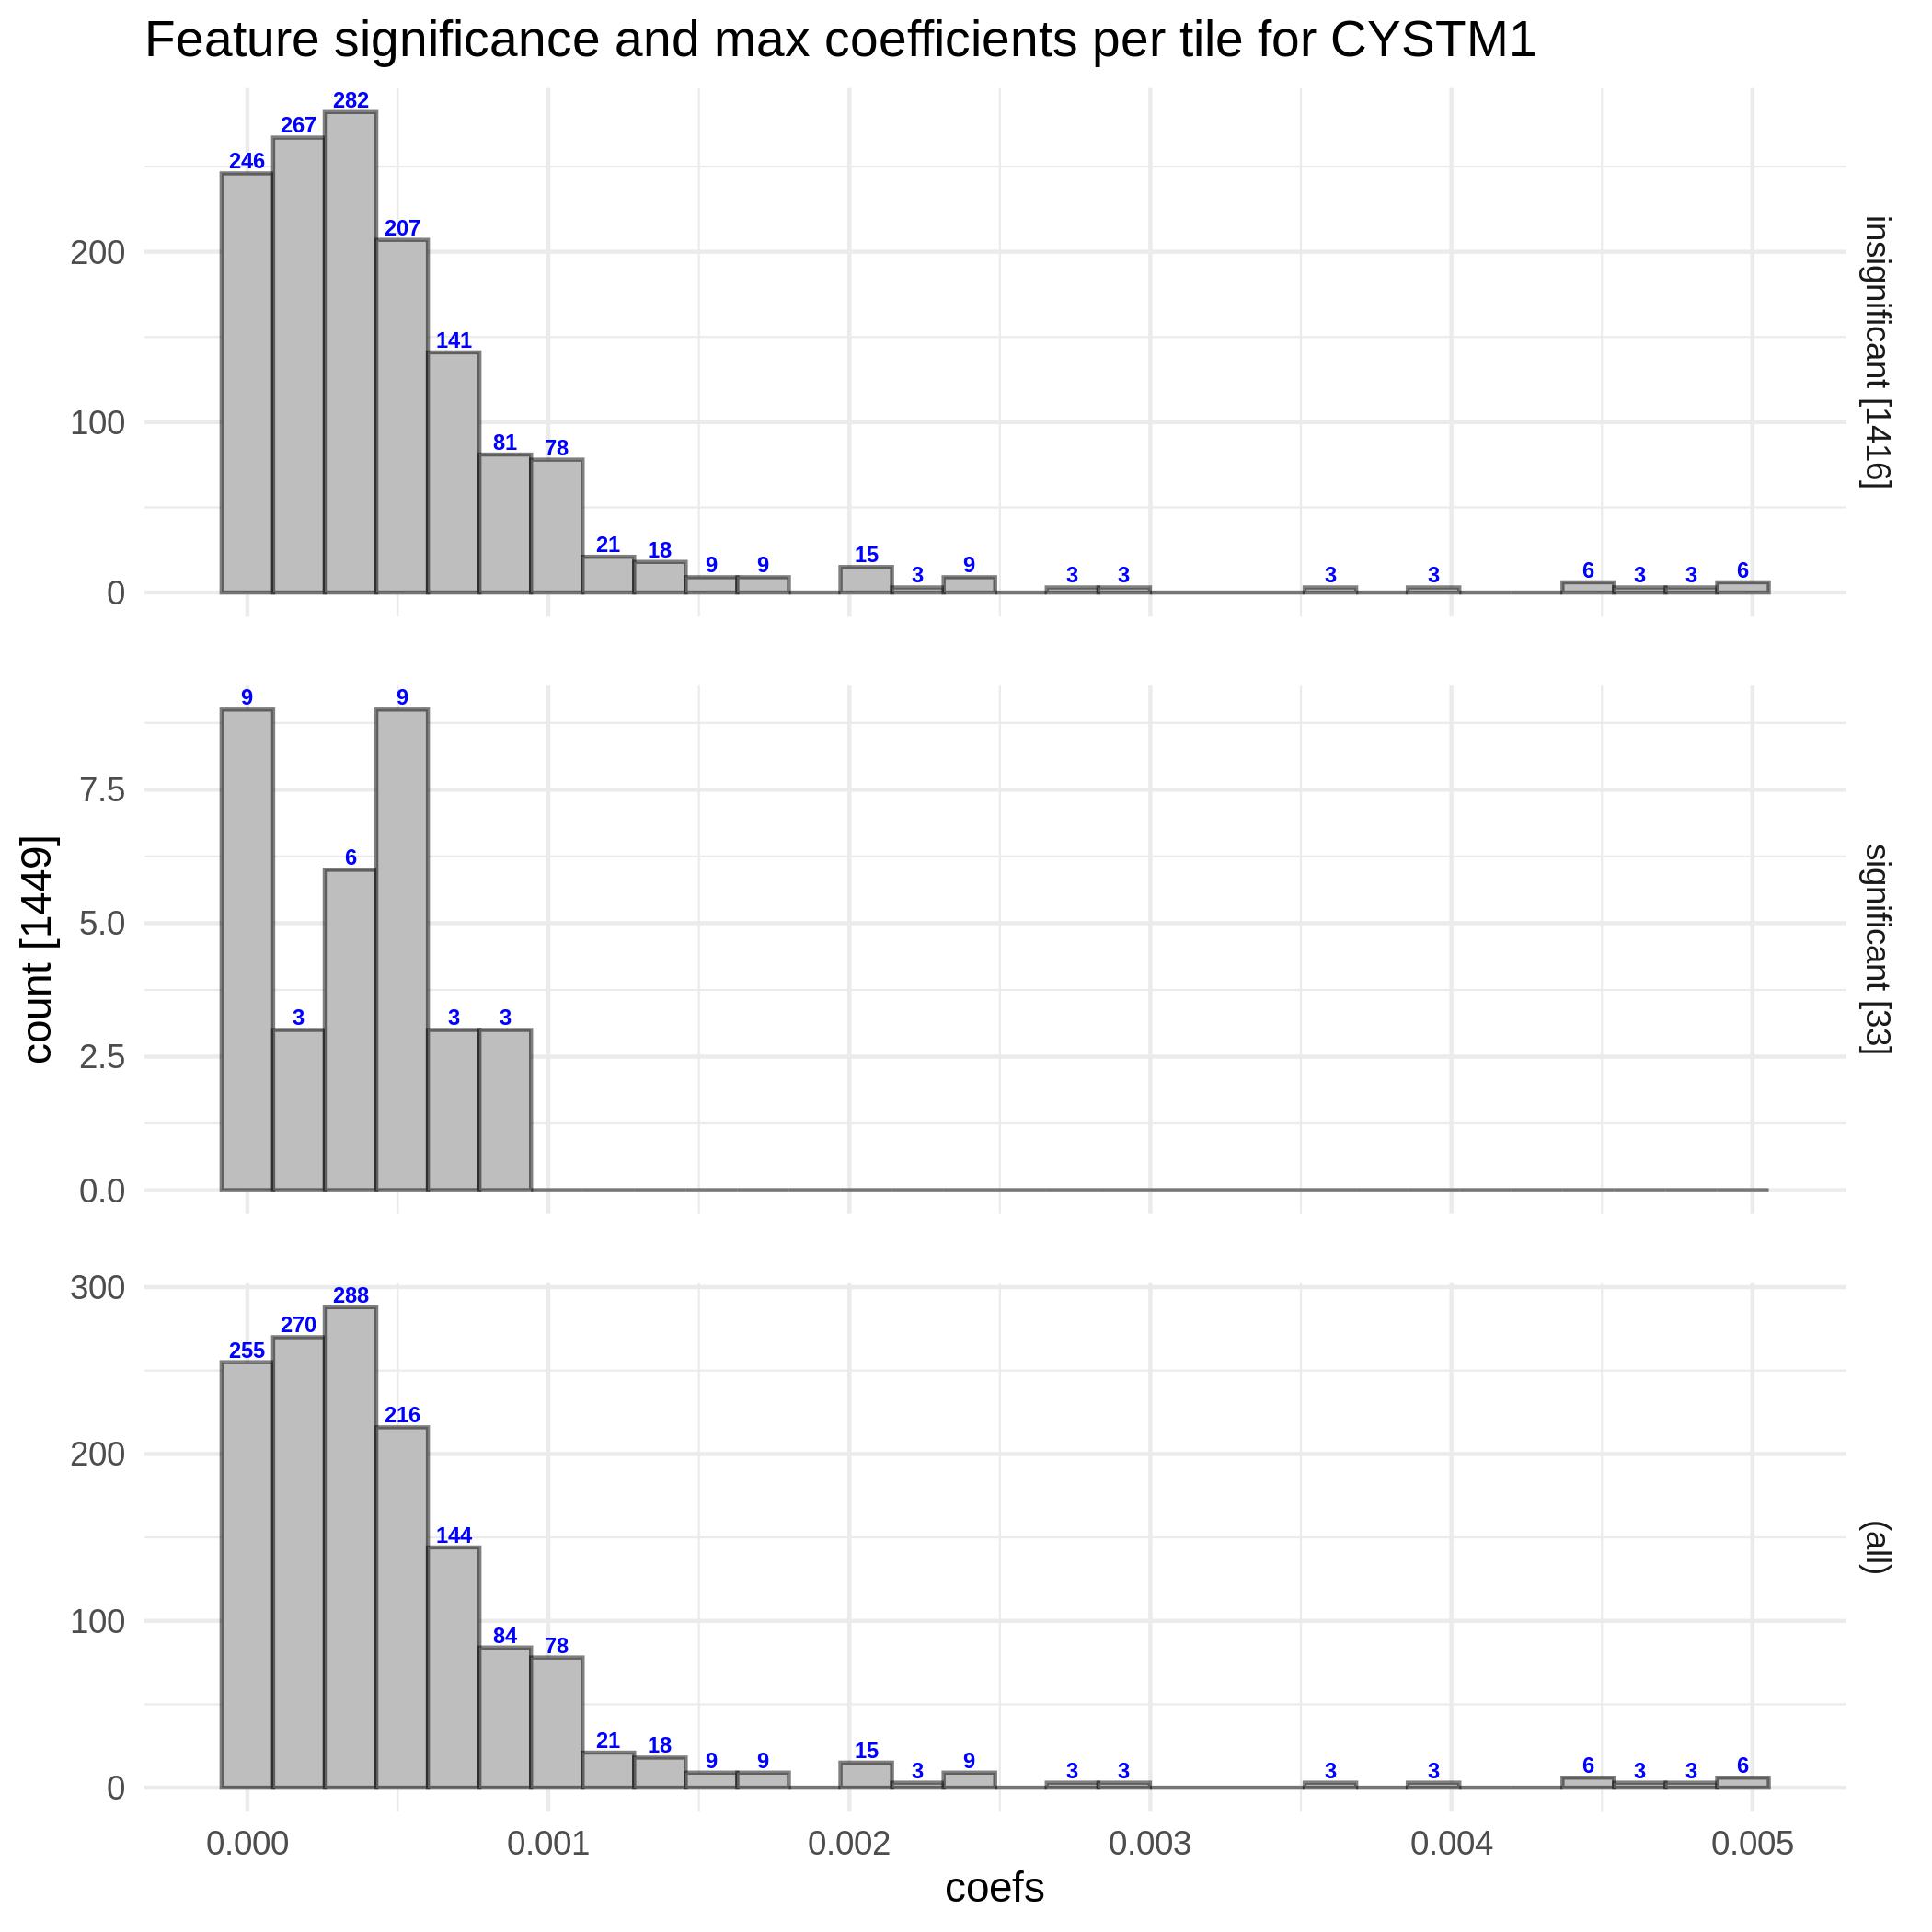 Feature significance and max coefficients per tile for CYSTM1
246 267 282 207 141 81 78 21 18 9 9 15 3 9 3 3 3 3 6 3 3 6
200
100
0
insignificant [1416]
9 3 6 9 3 3
7.5
5.0
2.5
0.0
significant [33]
count [1449]
300
200
100
0
255 270 288 216 144 84 78 21 18 9 9 15 3 9 3 3 3 3 6 3 3 6
(all)
0.000 0.001 0.002 0.003 0.004 0.005
coefs